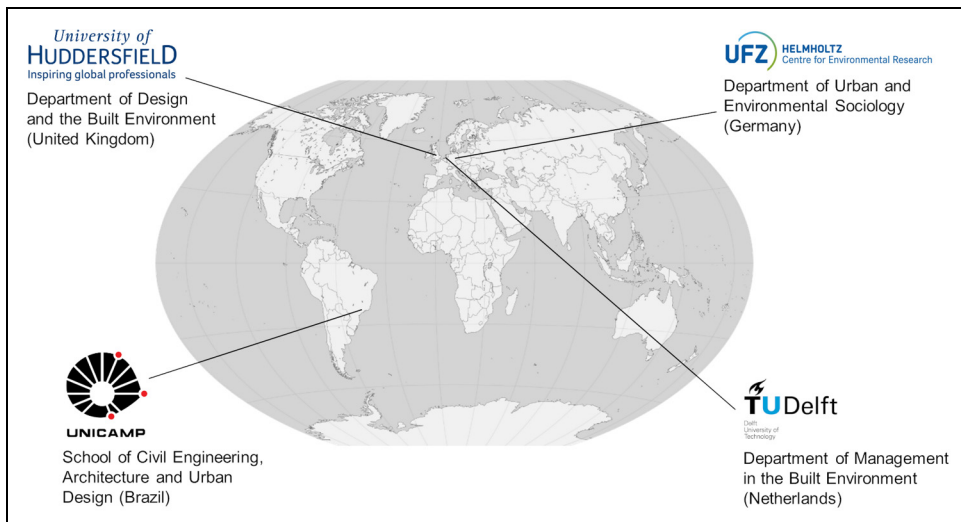 University of
HUDDERSFIELD
Inspiring global professionals
Department of Design
and the Built Environment
(United Kingdom)
UFZ HELMHOLTZ
Centre for Environmental Research
Department of Urban and
Environmental Sociology
(Germany)
UNICAMP
School of Civil Engineering,
Architecture and Urban
Design (Brazil)
TU Delft
Delft
University of
Technology
Department of Management
in the Built Environment
(Netherlands)